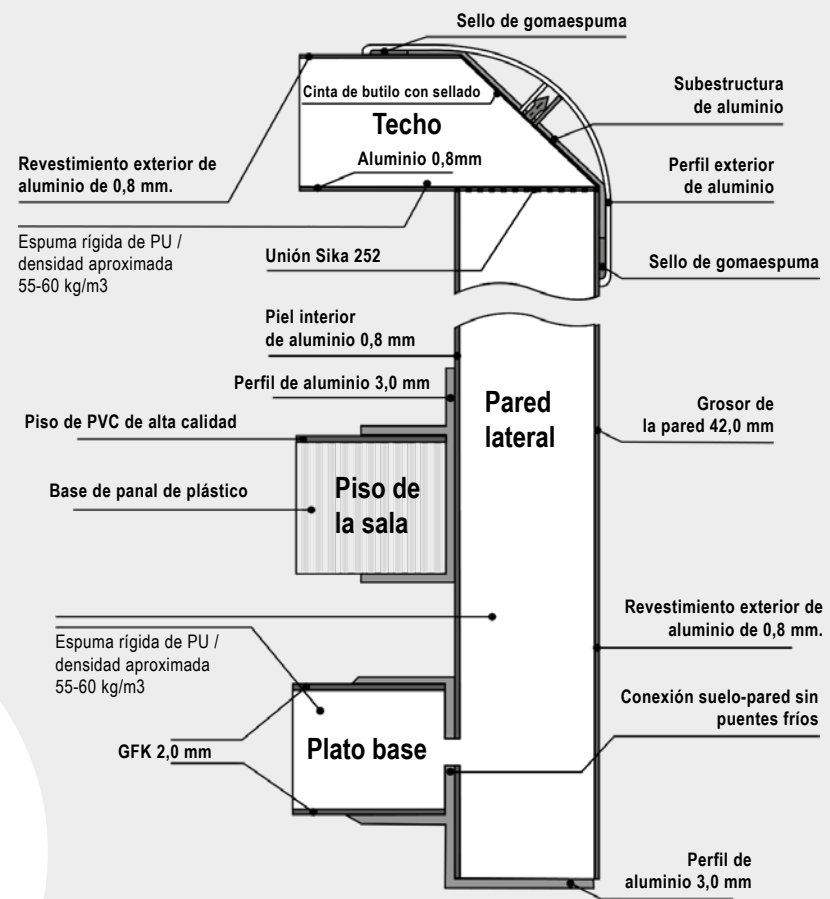 Sello de gomaespuma
Cinta de butilo con sellado
Techo
Subestructura
de aluminio
Revestimiento exterior de
aluminio de 0,8 mm.
Aluminio 0,8mm
Perfil exterior
de aluminio
Espuma rígida de PU /
densidad aproximada
55-60 kg/m3
Unión Sika 252
Sello de gomaespuma
Piel interior
de aluminio 0,8 mm
Perfil de aluminio 3,0 mm
Pared
lateral
Grosor de
la pared 42,0 mm
Piso de PVC de alta calidad
Base de panal de plástico
Piso de
la sala
Revestimiento exterior de
aluminio de 0,8 mm.
Espuma rígida de PU /
densidad aproximada
55-60 kg/m3
Conexión suelo-pared sin
puentes fríos
GFK 2,0 mm
Plato base
Perfil de
aluminio 3,0 mm